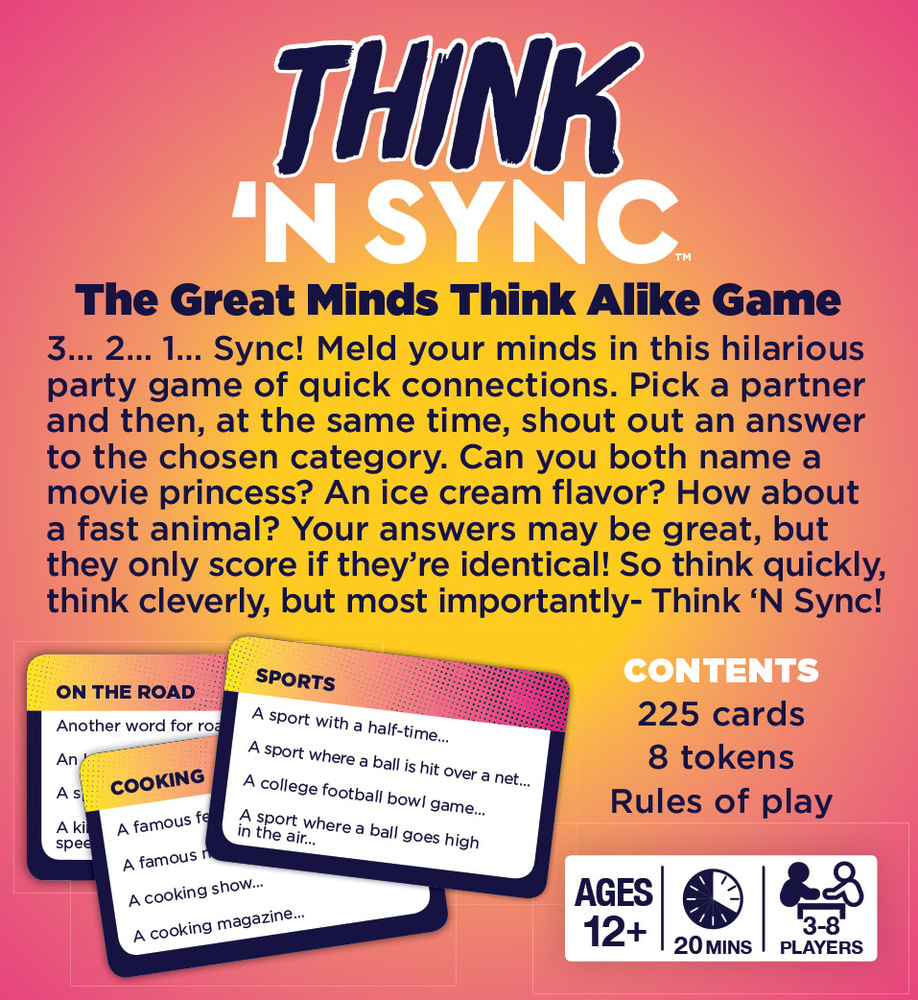 THINK
'N SYNC™
The Great Minds Think Alike Game
3... 2... 1... Sync! Meld your minds in this hilarious
party game of quick connections. Pick a partner
and then, at the same time, shout out an answer
to the chosen category. Can you both name a
movie princess? An ice cream flavor? How about
a fast animal? Your answers may be great, but
they only score if they’re identical! So think quickly,
think cleverly, but most importantly- Think ‘N Sync!
ON THE ROAD
Another word for
An
A
A
COOKING
A famous
A famous
A cooking show...
A cooking magazine...
SPORTS
A sport with a half-time...
A sport where a ball is hit over a net...
A college football bowl game...
A sport where a ball goes high
in the air...
CONTENTS
225 cards
8 tokens
Rules of play
AGES
12+
20 MINS
3-8
PLAYERS